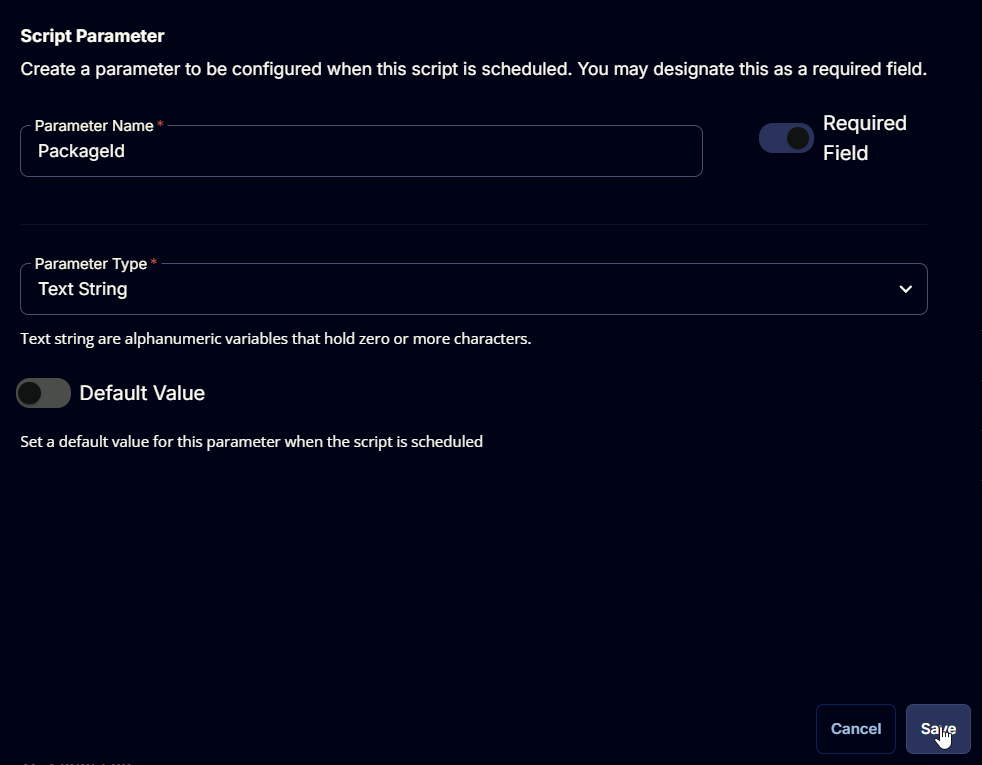 Script Parameter
Create a parameter to be configured when this script is scheduled. You may designate this as a required field.
Parameter Name *
PackageId
Required
Field
Parameter Type *
Text String
Text string are alphanumeric variables that hold zero or more characters.
Default Value
Set a default value for this parameter when the script is scheduled
Cancel
Save